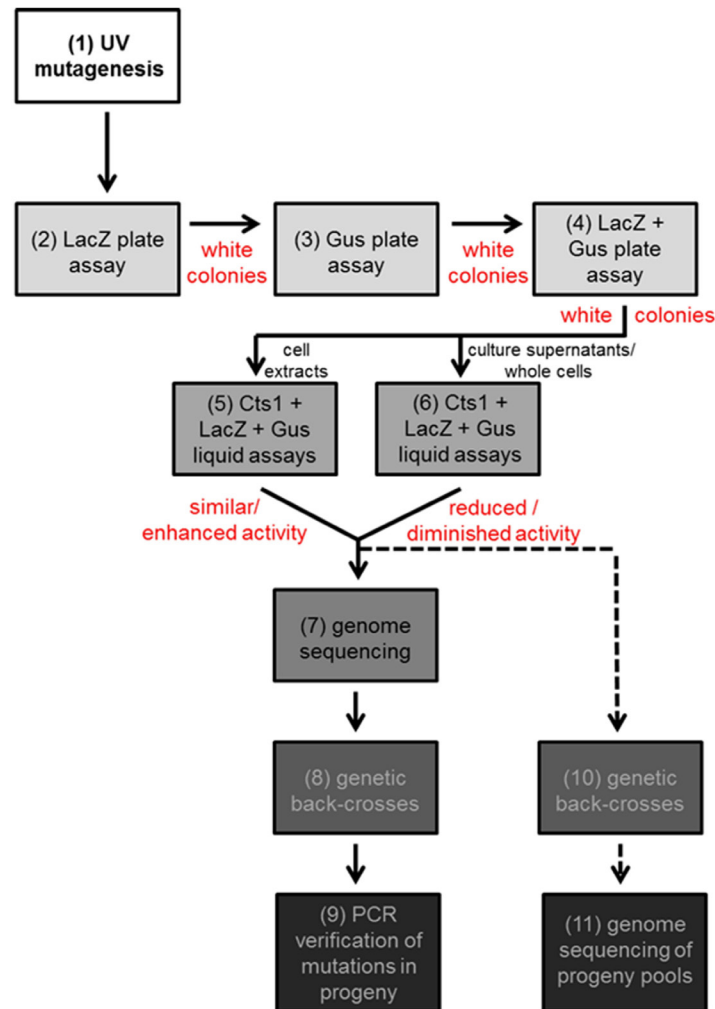 (1) UV
mutagenesis
(2) LacZ plate
assay
white
colonies
(3) Gus plate
assay
white
colonies
(4) LacZ +
Gus plate
assay
white colonies
cell
extracts
culture supernatants/
whole cells
(5) Cts1 +
LacZ + Gus
liquid assays
(6) Cts1 +
LacZ + Gus
liquid assays
similar/
enhanced activity
reduced /
diminished activity
(7) genome
sequencing
(8) genetic
back-crosses
(10) genetic
back-crosses
(9) PCR
verification of
mutations in
progeny
(11) genome
sequencing of
progeny pools